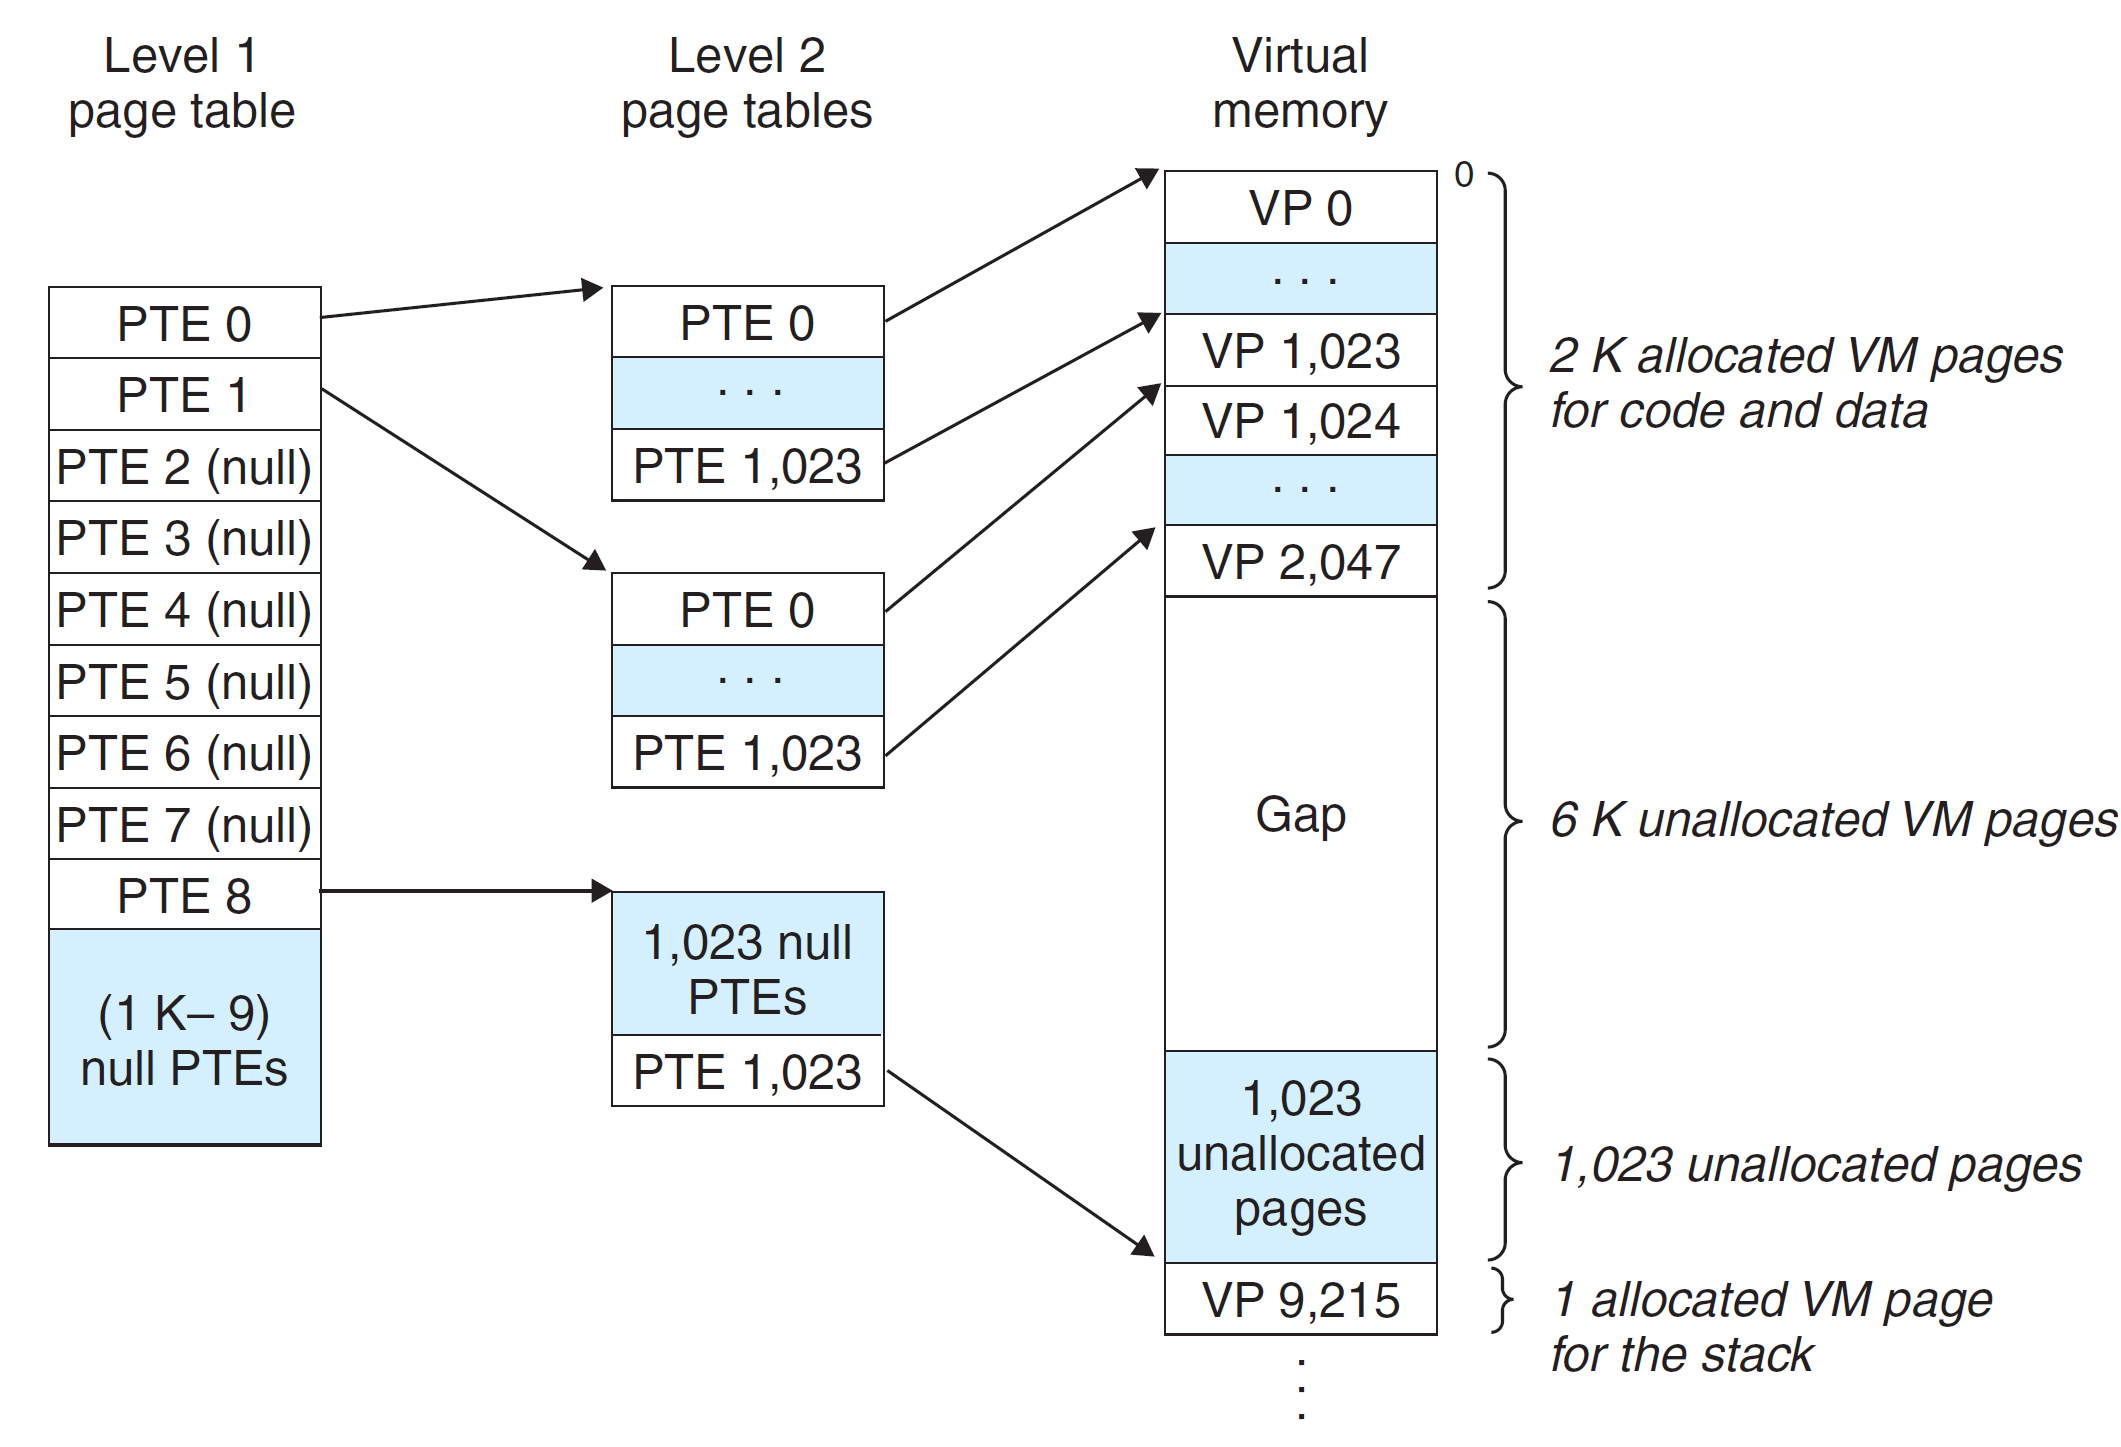 Level 1
page table
Level 2
page tables
Virtual
memory
PTE 0
PTE 1
PTE 2 (null)
PTE 3 (null)
PTE 4 (null)
PTE 5 (null)
PTE 6 (null)
PTE 7 (null)
PTE 8
(1 K– 9)
null PTEs
PTE 0
. . .
PTE 1,023
PTE 0
. . .
PTE 1,023
1,023 null
PTEs
PTE 1,023
0
VP 0
. . .
VP 1,023
VP 1,024
. . .
VP 2,047
Gap
1,023
unallocated
pages
VP 9,215
.
.
.
2 K allocated VM pages
for code and data
6 K unallocated VM pages
1,023 unallocated pages
1 allocated VM page
for the stack